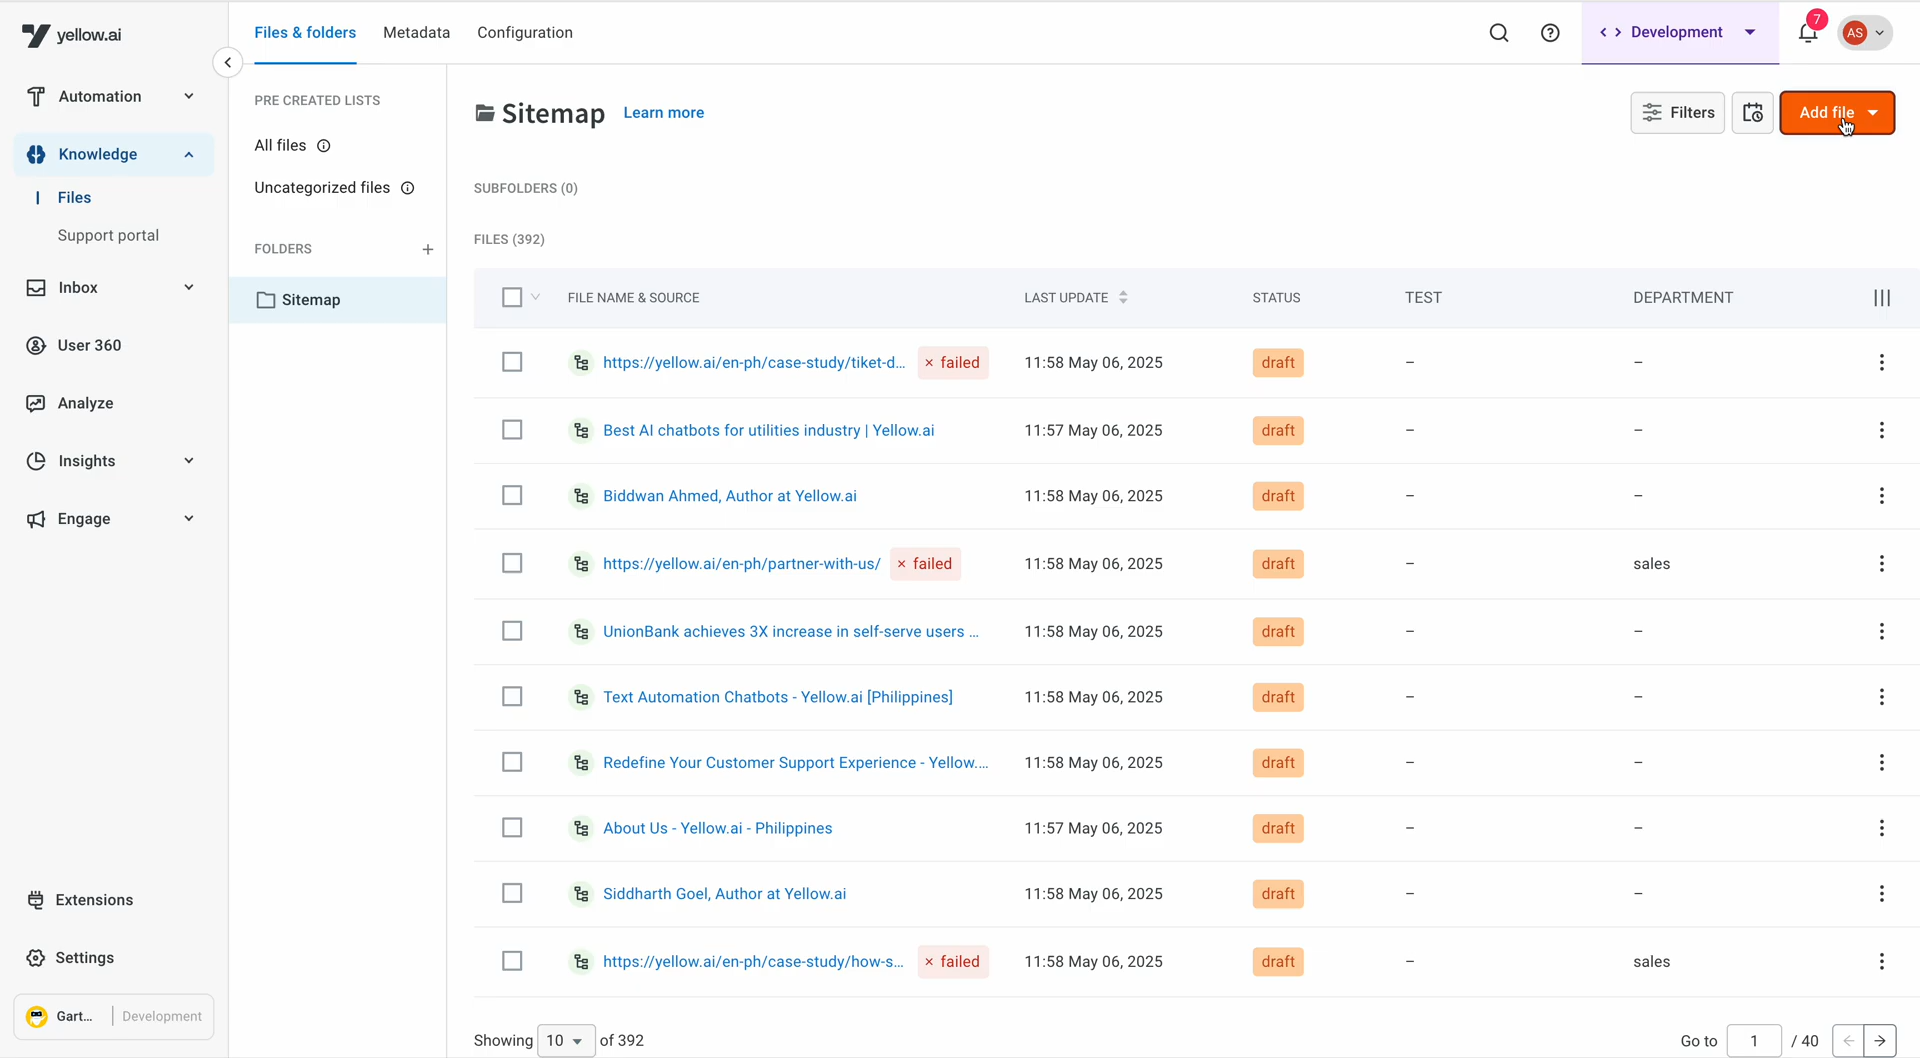 yellow.ai
Files & folders
Metadata
Configuration
Development
7
AS
Automation
Knowledge
Files
Support portal
Inbox
User 360
Analyze
Insights
Engage
Extensions
Settings
Gart... | Development
PRE CREATED LISTS
All files
Uncategorized files
FOLDERS +
Sitemap
Sitemap Learn more
Filters
Add file
SUBFOLDERS (0)
FILES (392)
FILE NAME & SOURCE LAST UPDATE STATUS TEST DEPARTMENT
https://yellow.ai/en-ph/case-study/tiket-d... × failed 11:58 May 06, 2025 draft – –
Best AI chatbots for utilities industry | Yellow.ai 11:57 May 06, 2025 draft – –
Biddwan Ahmed, Author at Yellow.ai 11:58 May 06, 2025 draft – –
https://yellow.ai/en-ph/partner-with-us/ × failed 11:58 May 06, 2025 draft – sales
UnionBank achieves 3X increase in self-serve users ... 11:58 May 06, 2025 draft – –
Text Automation Chatbots - Yellow.ai [Philippines] 11:58 May 06, 2025 draft – –
Redefine Your Customer Support Experience - Yellow.... 11:58 May 06, 2025 draft – –
About Us - Yellow.ai - Philippines 11:57 May 06, 2025 draft – –
Siddharth Goel, Author at Yellow.ai 11:58 May 06, 2025 draft – –
https://yellow.ai/en-ph/case-study/how-s... × failed 11:58 May 06, 2025 draft – sales
Showing 10 of 392
Go to 1 / 40